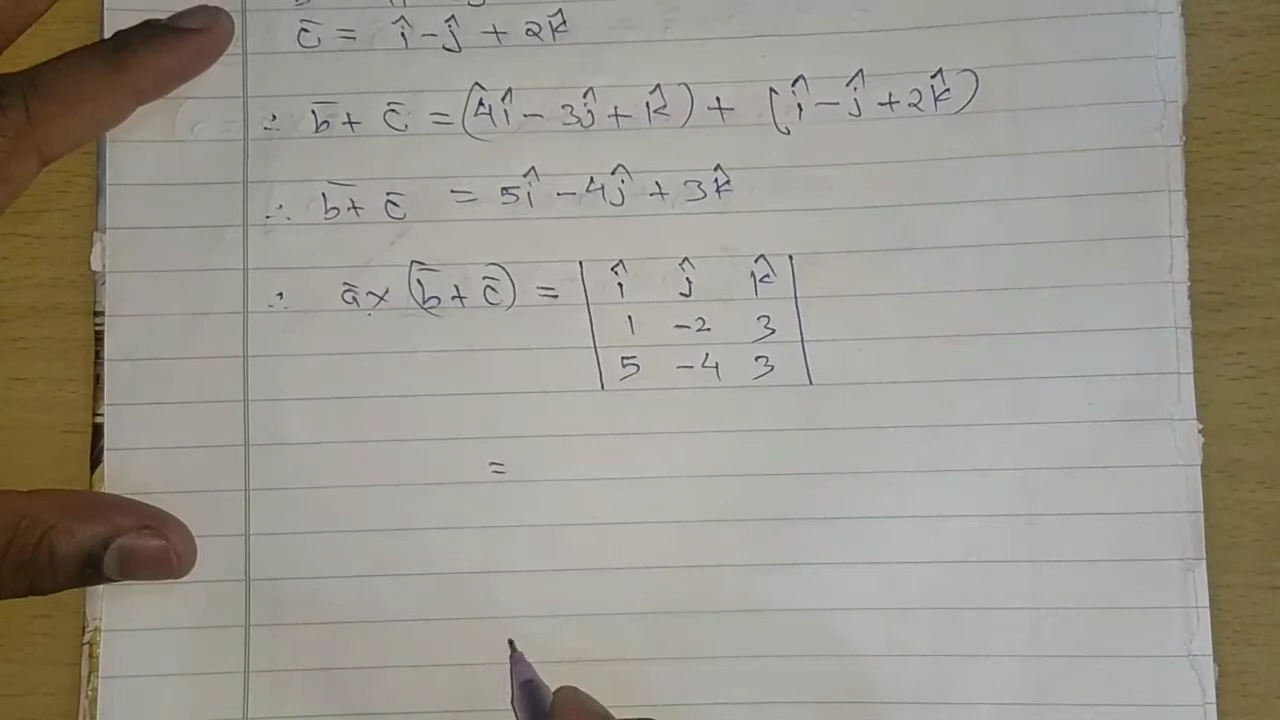 c̄ = î - ĵ + 2k̂
∴ b̄ + c̄ = (4î - 3ĵ + k̂) + (î - ĵ + 2k̂)
∴ b̄ + c̄ = 5î - 4ĵ + 3k̂
∴ ā × (b̄ + c̄) = | î ĵ k̂ |
| 1 -2 3 |
| 5 -4 3 |
=